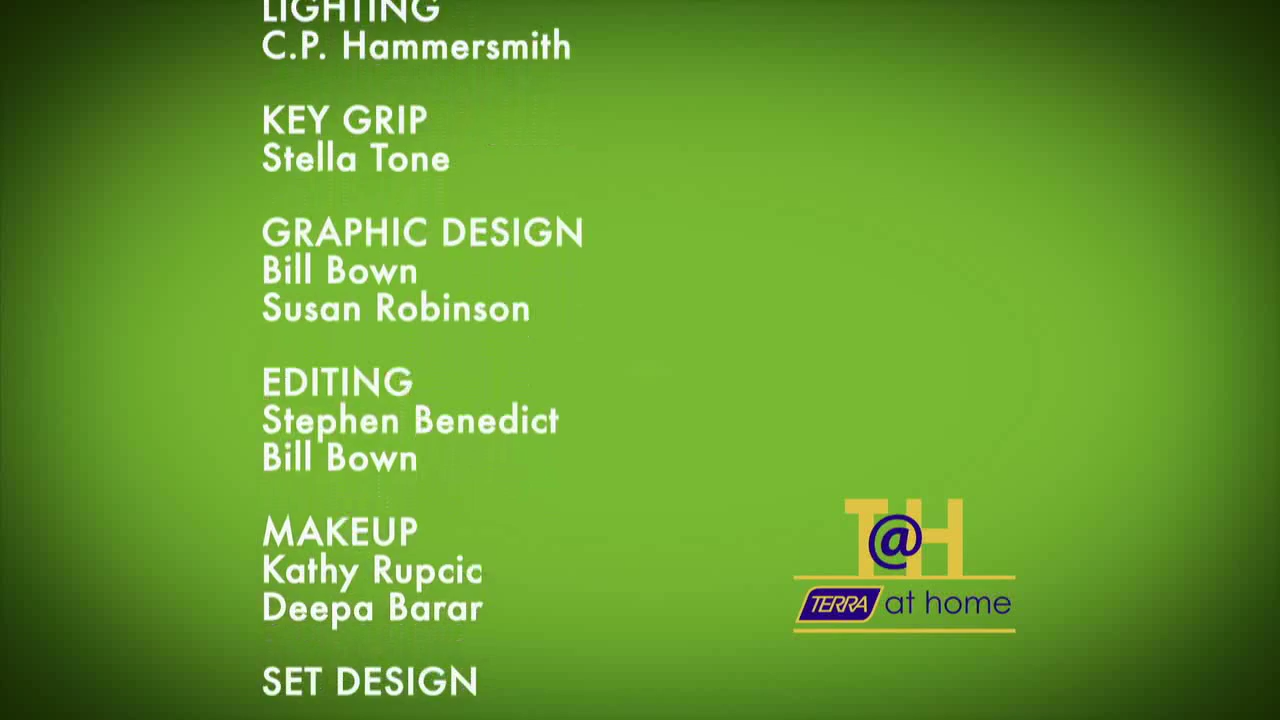 LIGHTING
C.P. Hammersmith
KEY GRIP
Stella Tone
GRAPHIC DESIGN
Bill Bown
Susan Robinson
EDITING
Stephen Benedict
Bill Bown
MAKEUP
Kathy Rupcic
Deepa Barar
SET DESIGN
T@H
TERRA at home